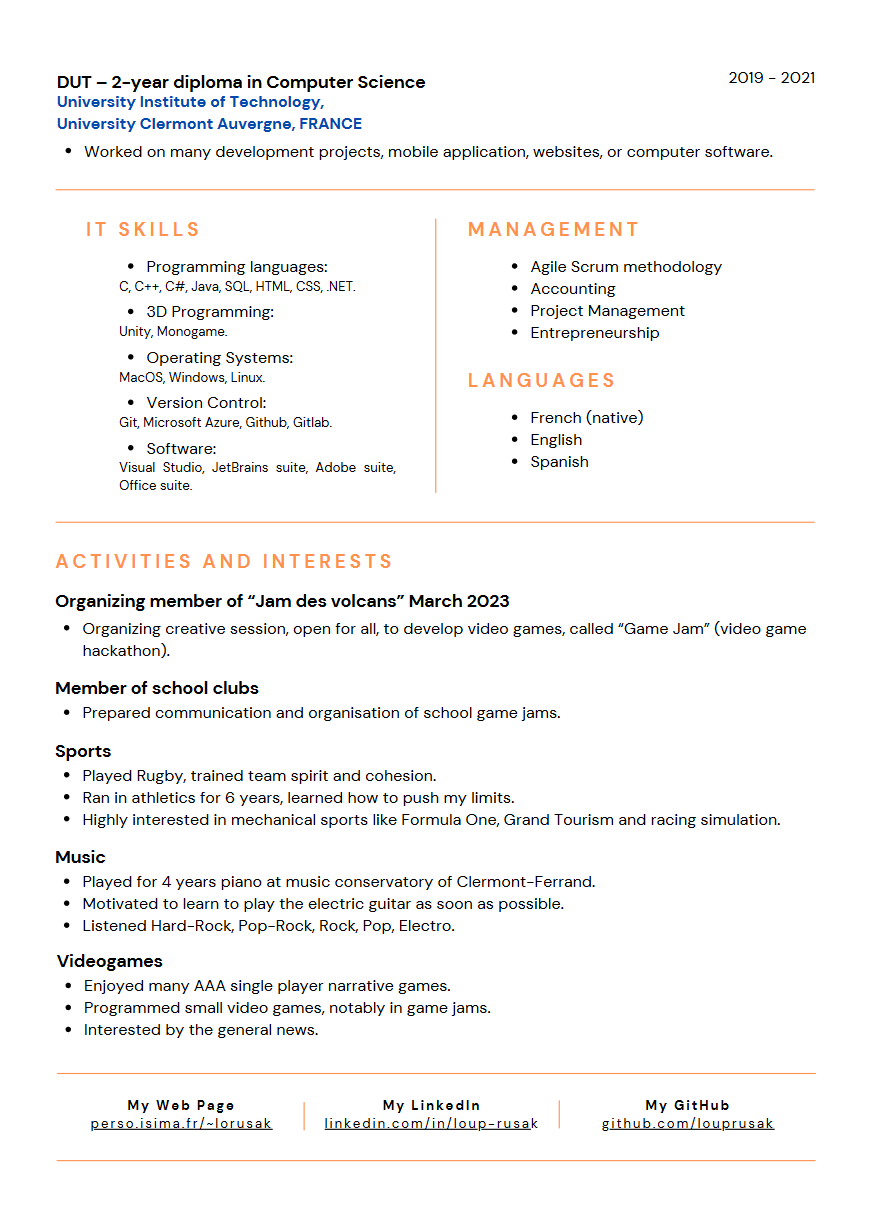 DUT – 2-year diploma in Computer Science
2019 - 2021
University Institute of Technology,
University Clermont Auvergne, FRANCE
• Worked on many development projects, mobile application, websites, or computer software.
IT SKILLS
• Programming languages:
C, C++, C#, Java, SQL, HTML, CSS, .NET.
• 3D Programming:
Unity, Monogame.
• Operating Systems:
MacOS, Windows, Linux.
• Version Control:
Git, Microsoft Azure, Github, Gitlab.
• Software:
Visual Studio, JetBrains suite, Adobe suite,
Office suite.
MANAGEMENT
• Agile Scrum methodology
• Accounting
• Project Management
• Entrepreneurship
LANGUAGES
• French (native)
• English
• Spanish
ACTIVITIES AND INTERESTS
Organizing member of “Jam des volcans” March 2023
• Organizing creative session, open for all, to develop video games, called “Game Jam” (video game
hackathon).
Member of school clubs
• Prepared communication and organisation of school game jams.
Sports
• Played Rugby, trained team spirit and cohesion.
• Ran in athletics for 6 years, learned how to push my limits.
• Highly interested in mechanical sports like Formula One, Grand Tourism and racing simulation.
Music
• Played for 4 years piano at music conservatory of Clermont-Ferrand.
• Motivated to learn to play the electric guitar as soon as possible.
• Listened Hard-Rock, Pop-Rock, Rock, Pop, Electro.
Videogames
• Enjoyed many AAA single player narrative games.
• Programmed small video games, notably in game jams.
• Interested by the general news.
My Web Page
perso.isima.fr/~lorusak
My LinkedIn
linkedin.com/in/loup-rusak
My GitHub
github.com/louprusak